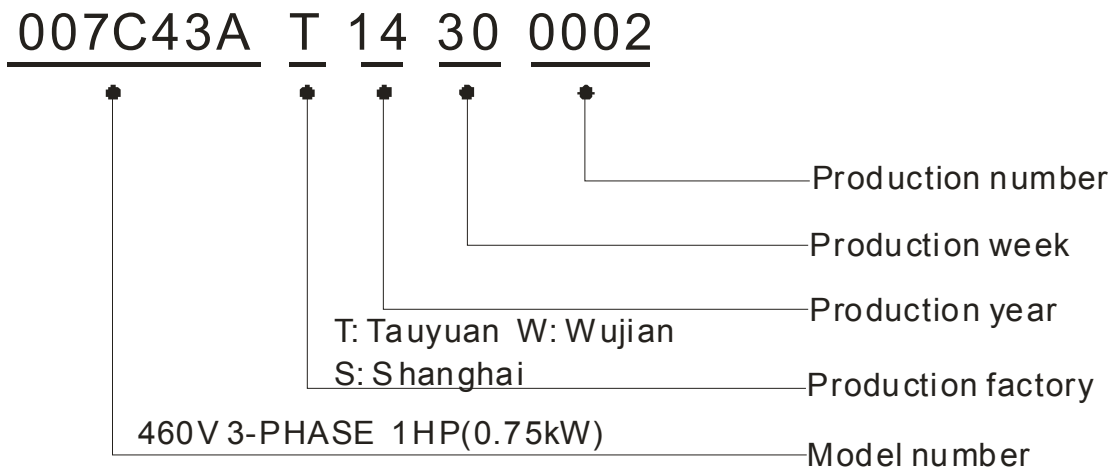 007C43A T 14 30 0002
Production number
Production week
Production year
T: Tauyuan W: Wujian
S: Shanghai
Production factory
460V 3-PHASE 1HP(0.75kW)
Model number